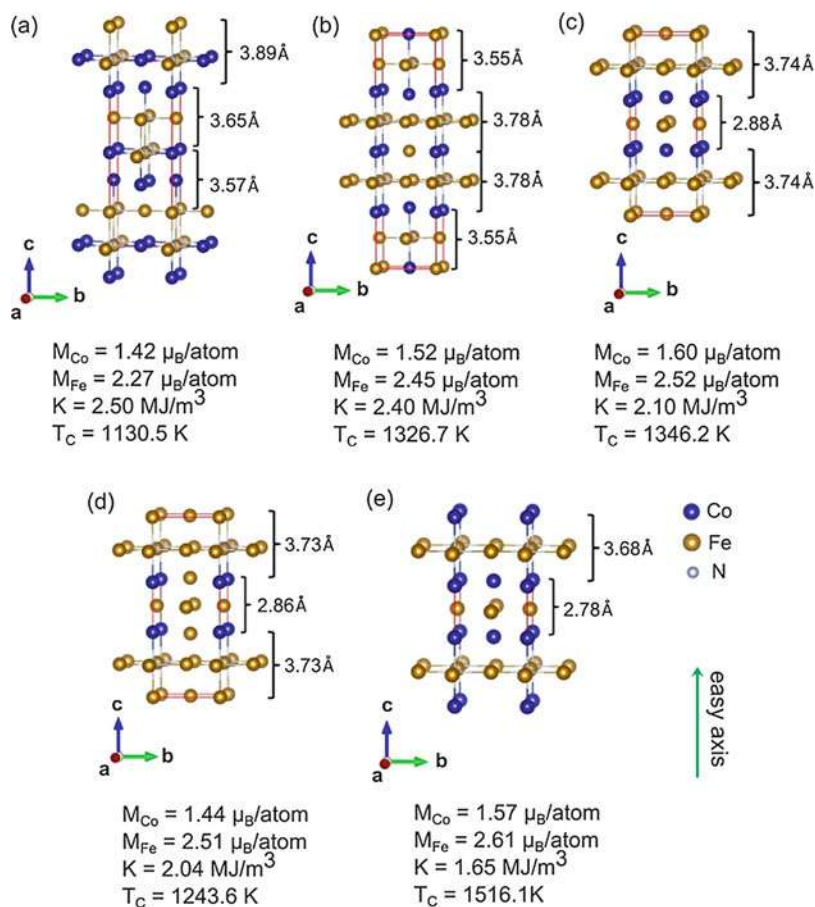 (a)
3.89Å
3.65Å
3.57Å
c
b
a
M_Co = 1.42 μ_B/atom
M_Fe = 2.27 μ_B/atom
K = 2.50 MJ/m³
T_C = 1130.5 K
(b)
3.55Å
3.78Å
3.78Å
3.55Å
c
b
a
M_Co = 1.52 μ_B/atom
M_Fe = 2.45 μ_B/atom
K = 2.40 MJ/m³
T_C = 1326.7 K
(c)
3.74Å
2.88Å
3.74Å
c
b
a
M_Co = 1.60 μ_B/atom
M_Fe = 2.52 μ_B/atom
K = 2.10 MJ/m³
T_C = 1346.2 K
(d)
3.73Å
2.86Å
3.73Å
c
b
a
M_Co = 1.44 μ_B/atom
M_Fe = 2.51 μ_B/atom
K = 2.04 MJ/m³
T_C = 1243.6 K
(e)
3.68Å
2.78Å
c
b
a
M_Co = 1.57 μ_B/atom
M_Fe = 2.61 μ_B/atom
K = 1.65 MJ/m³
T_C = 1516.1K
Co
Fe
N
easy axis